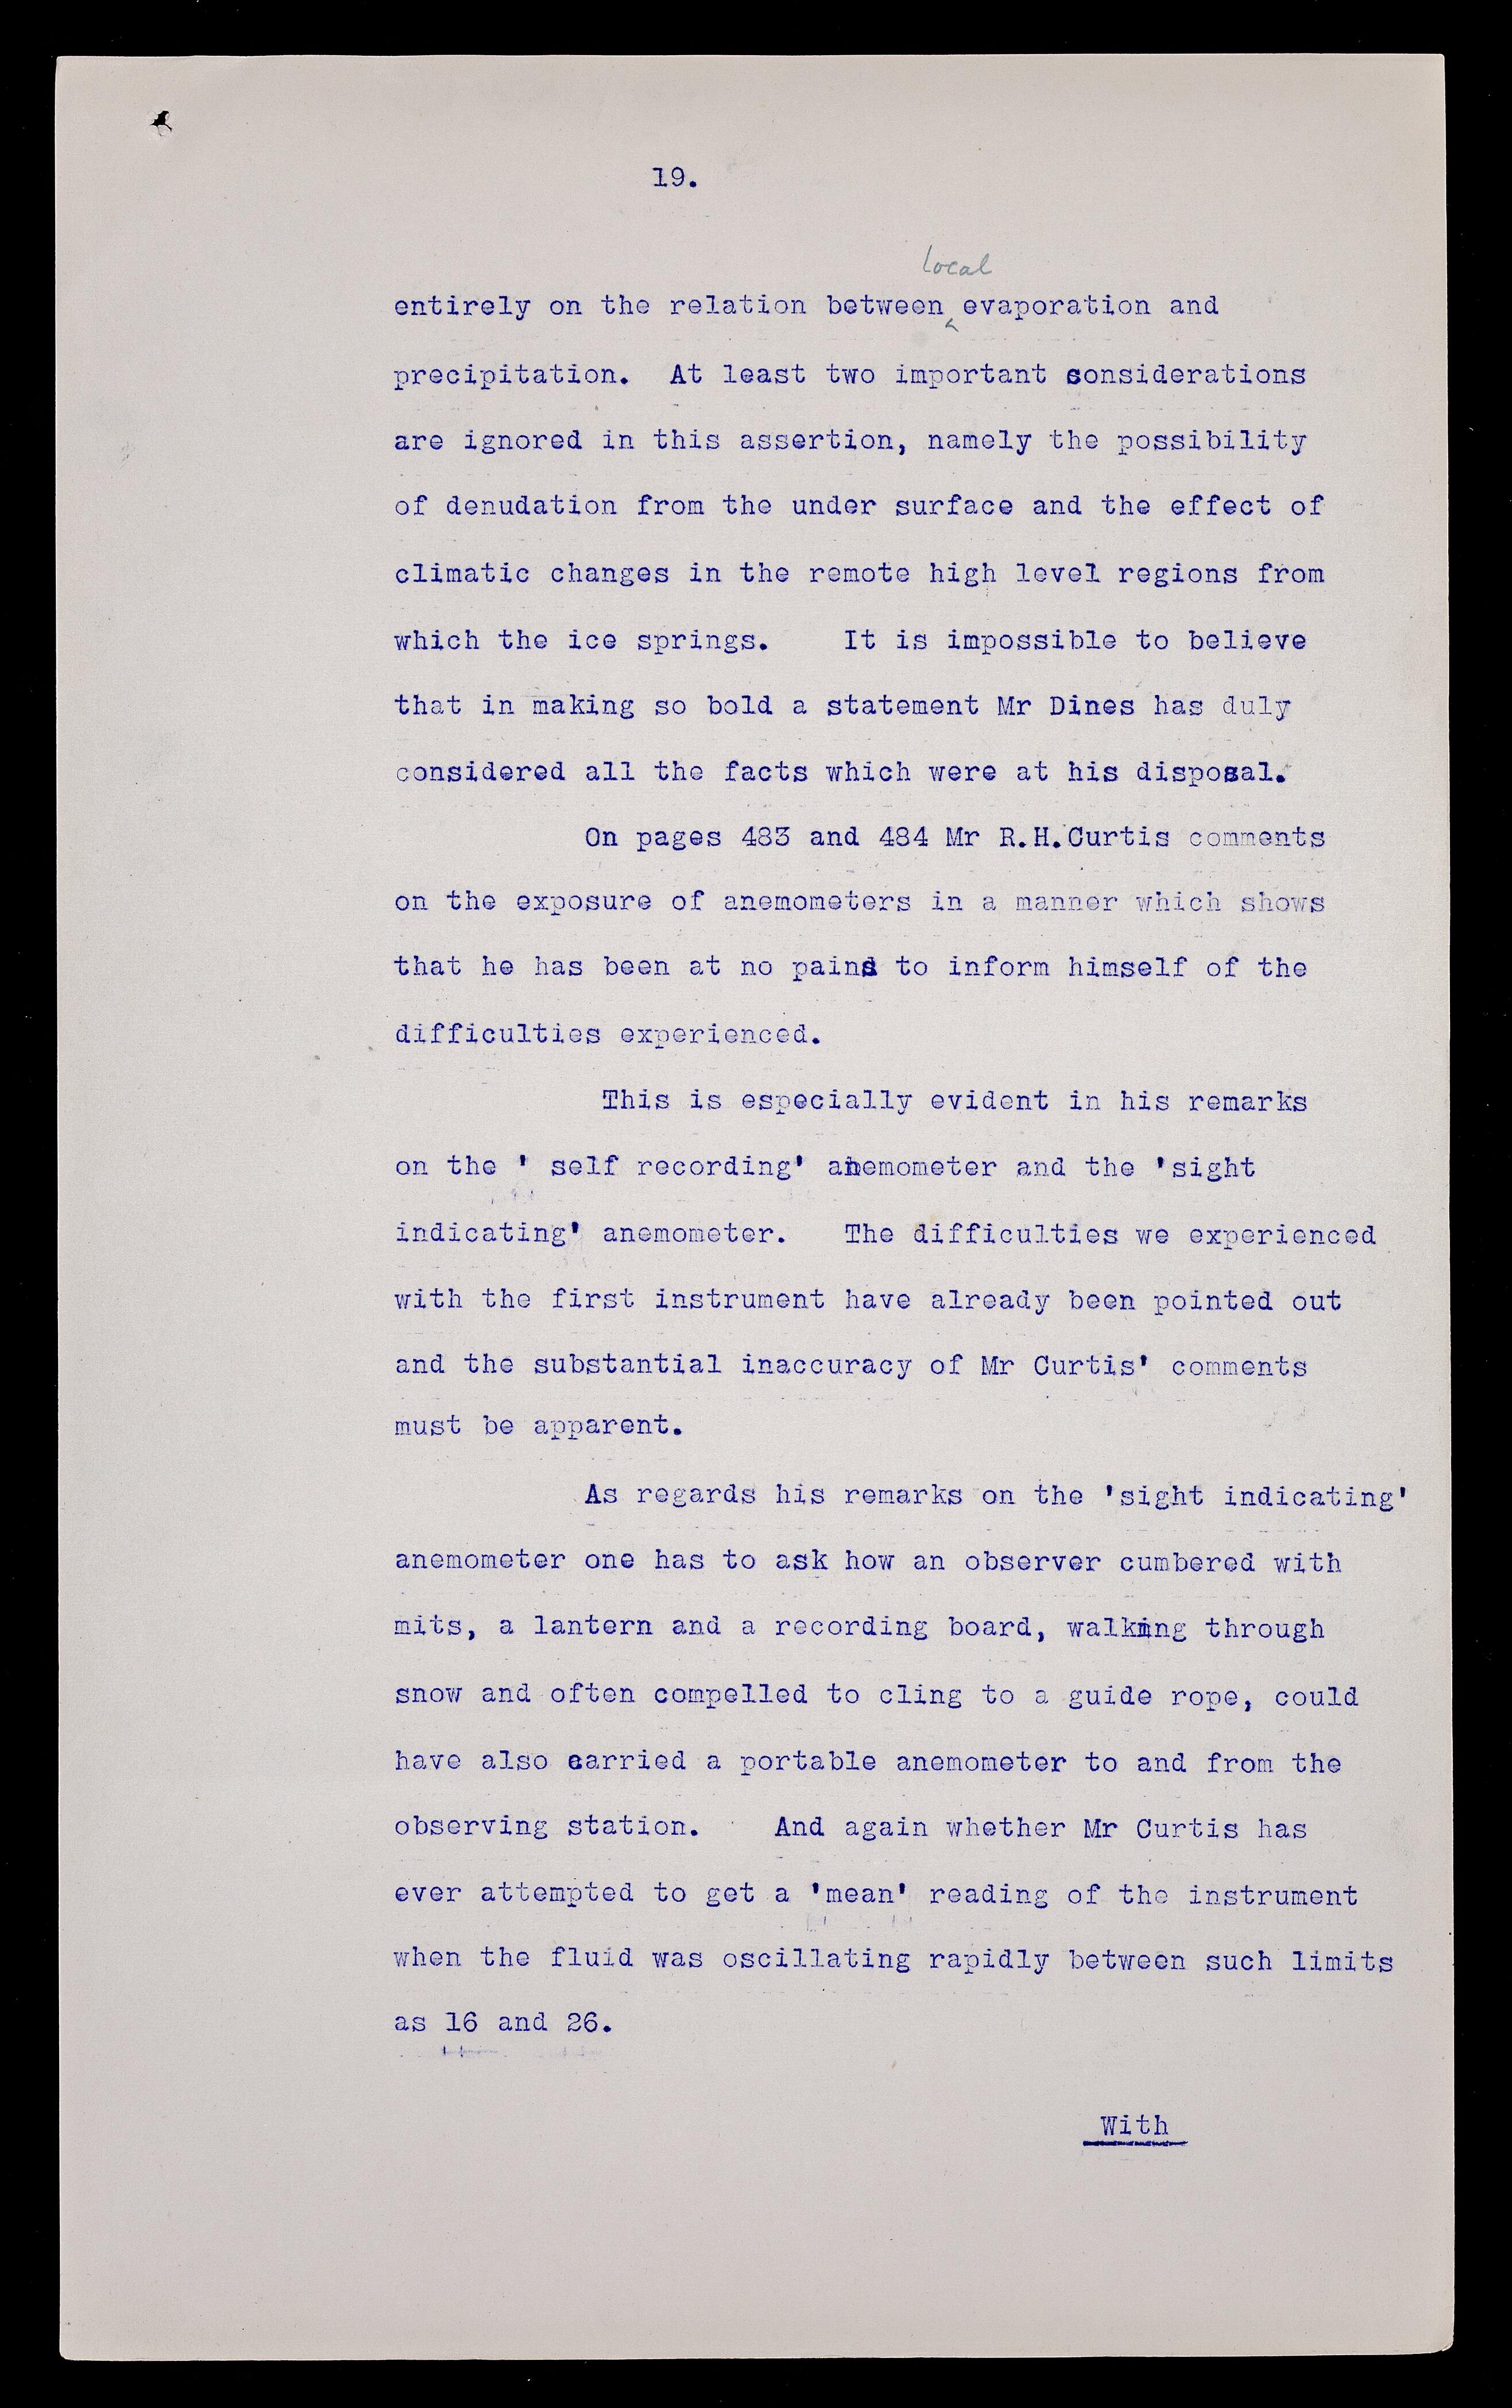 19.
local
entirely on the relation between evaporation and
precipitation. At least two important considerations
are ignored in this assertion, namely the possibility
of denudation from the under surface and the effect of
climatic changes in the remote high level regions from
which the ice springs. It is impossible to believe
that in making so bold a statement Mr Dines has duly
considered all the facts which were at his disposal.
On pages 483 and 484 Mr R.H.Curtis comments
on the exposure of anemometers in a manner which shows
that he has been at no pains to inform himself of the
difficulties experienced.
This is especially evident in his remarks
on the ' self recording' anemometer and the 'sight
indicating' anemometer. The difficulties we experienced
with the first instrument have already been pointed out
and the substantial inaccuracy of Mr Curtis' comments
must be apparent.
As regards his remarks on the 'sight indicating'
anemometer one has to ask how an observer cumbered with
mits, a lantern and a recording board, walking through
snow and often compelled to cling to a guide rope, could
have also carried a portable anemometer to and from the
observing station. And again whether Mr Curtis has
ever attempted to get a 'mean' reading of the instrument
when the fluid was oscillating rapidly between such limits
as 16 and 26.
With